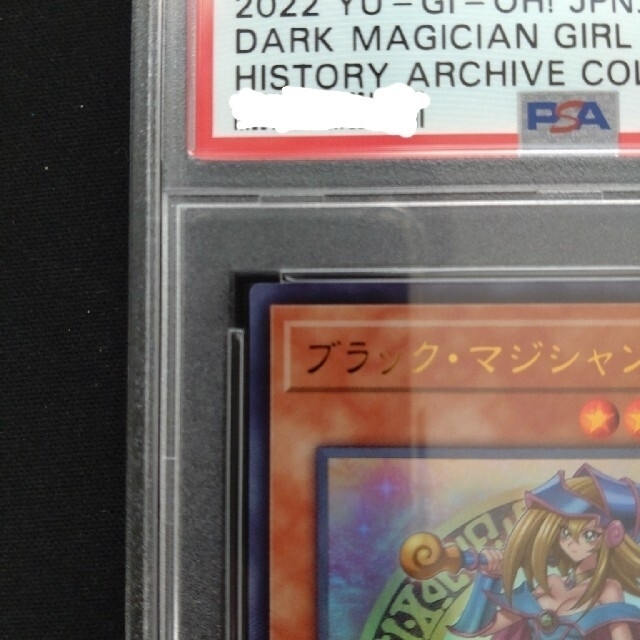 2022 YU-GI-OH! JPN.
DARK MAGICIAN GIRL
HISTORY ARCHIVE COL
PSA
ブラック・マジシャン